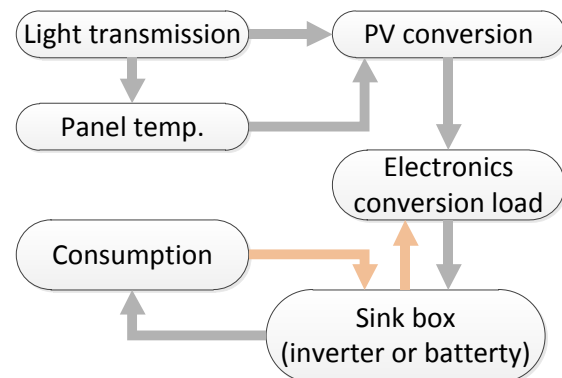 Light transmission
PV conversion
Panel temp.
Electronics
conversion load
Consumption
Sink box
(inverter or batterty)